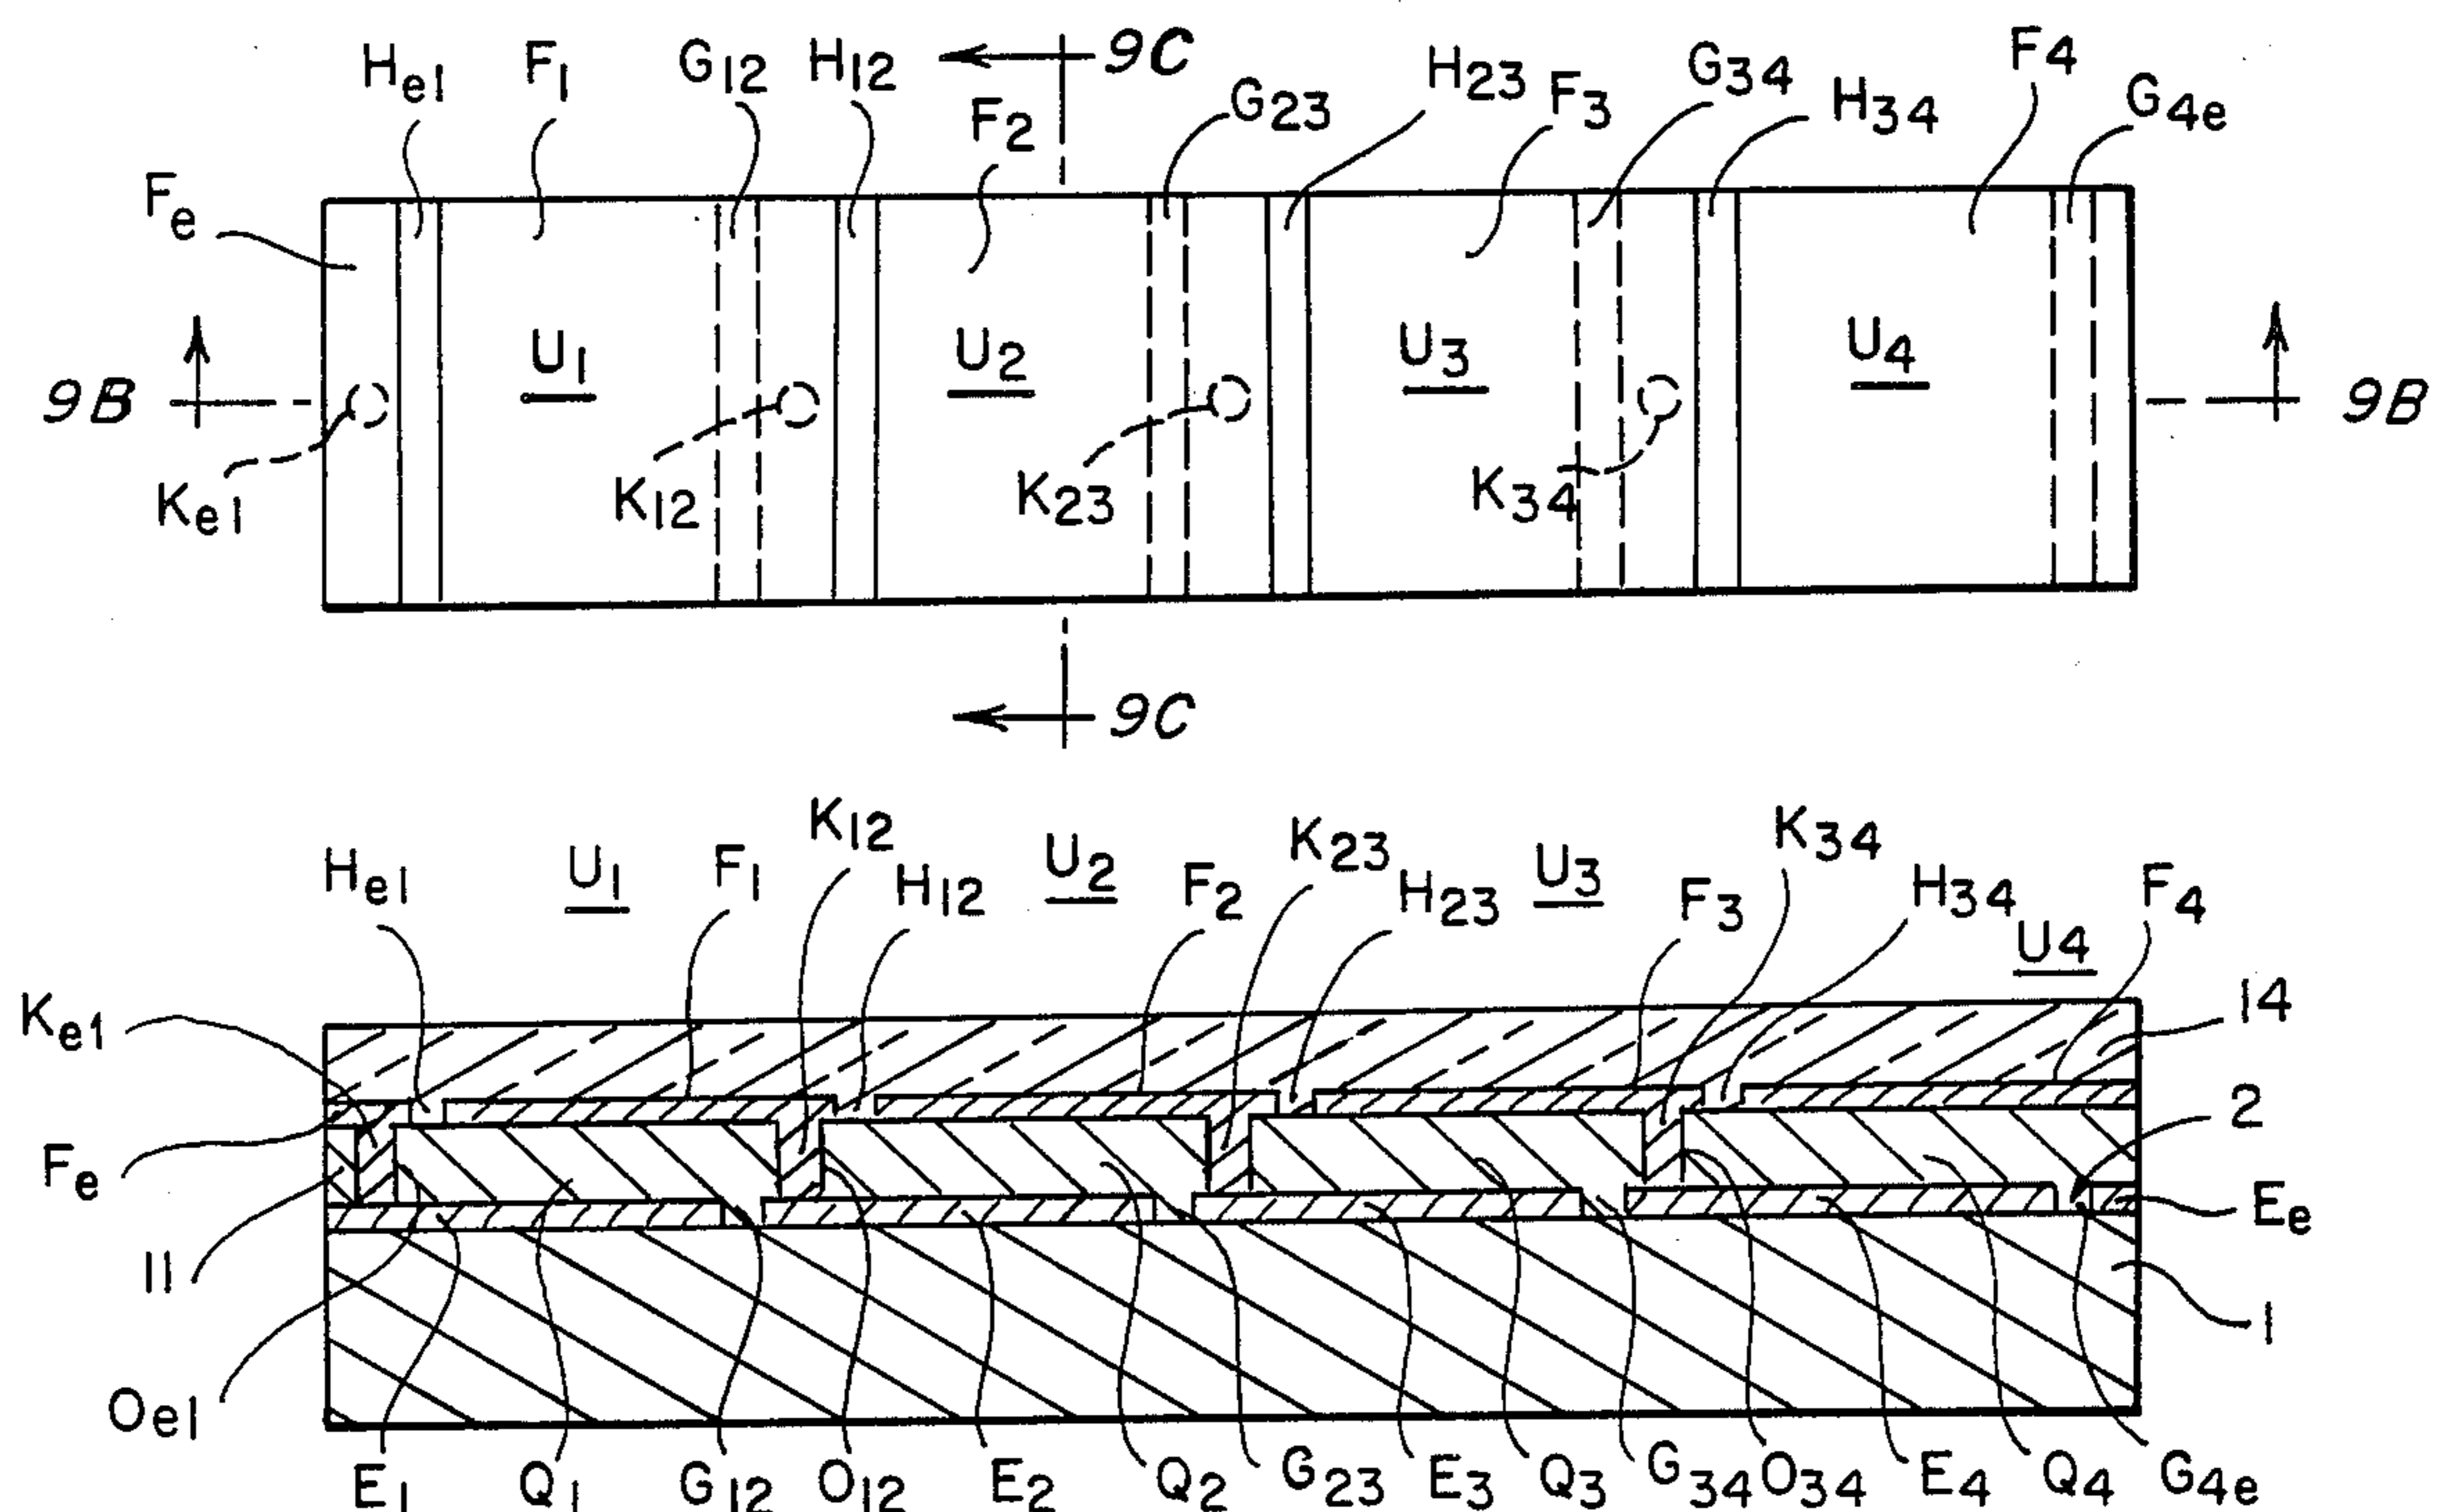 He1 F1 G12 H12 9C H23 F3 G34 F4
F2 G23 H34 G4e
Fe
U1 U2 U3 U4
9B 9B
Ke1 K12 K23 K34
9C
He1 U1 F1 K12 H12 U2 F2 K23 H23 U3 F3 K34 H34 F4
U4
Ke1 14
2
Fe Ee
11 1
Oe1
E1 Q1 G12 O12 E2 Q2 G23 E3 Q3 G34 O34 E4 Q4 G4e